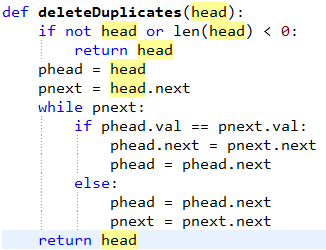 def deleteDuplicates(head):
    if not head or len(head) < 0:
        return head
    phead = head
    pnext = head.next
    while pnext:
        if phead.val == pnext.val:
            phead.next = pnext.next
            phead = phead.next
        else:
            phead = phead.next
            pnext = pnext.next
    return head